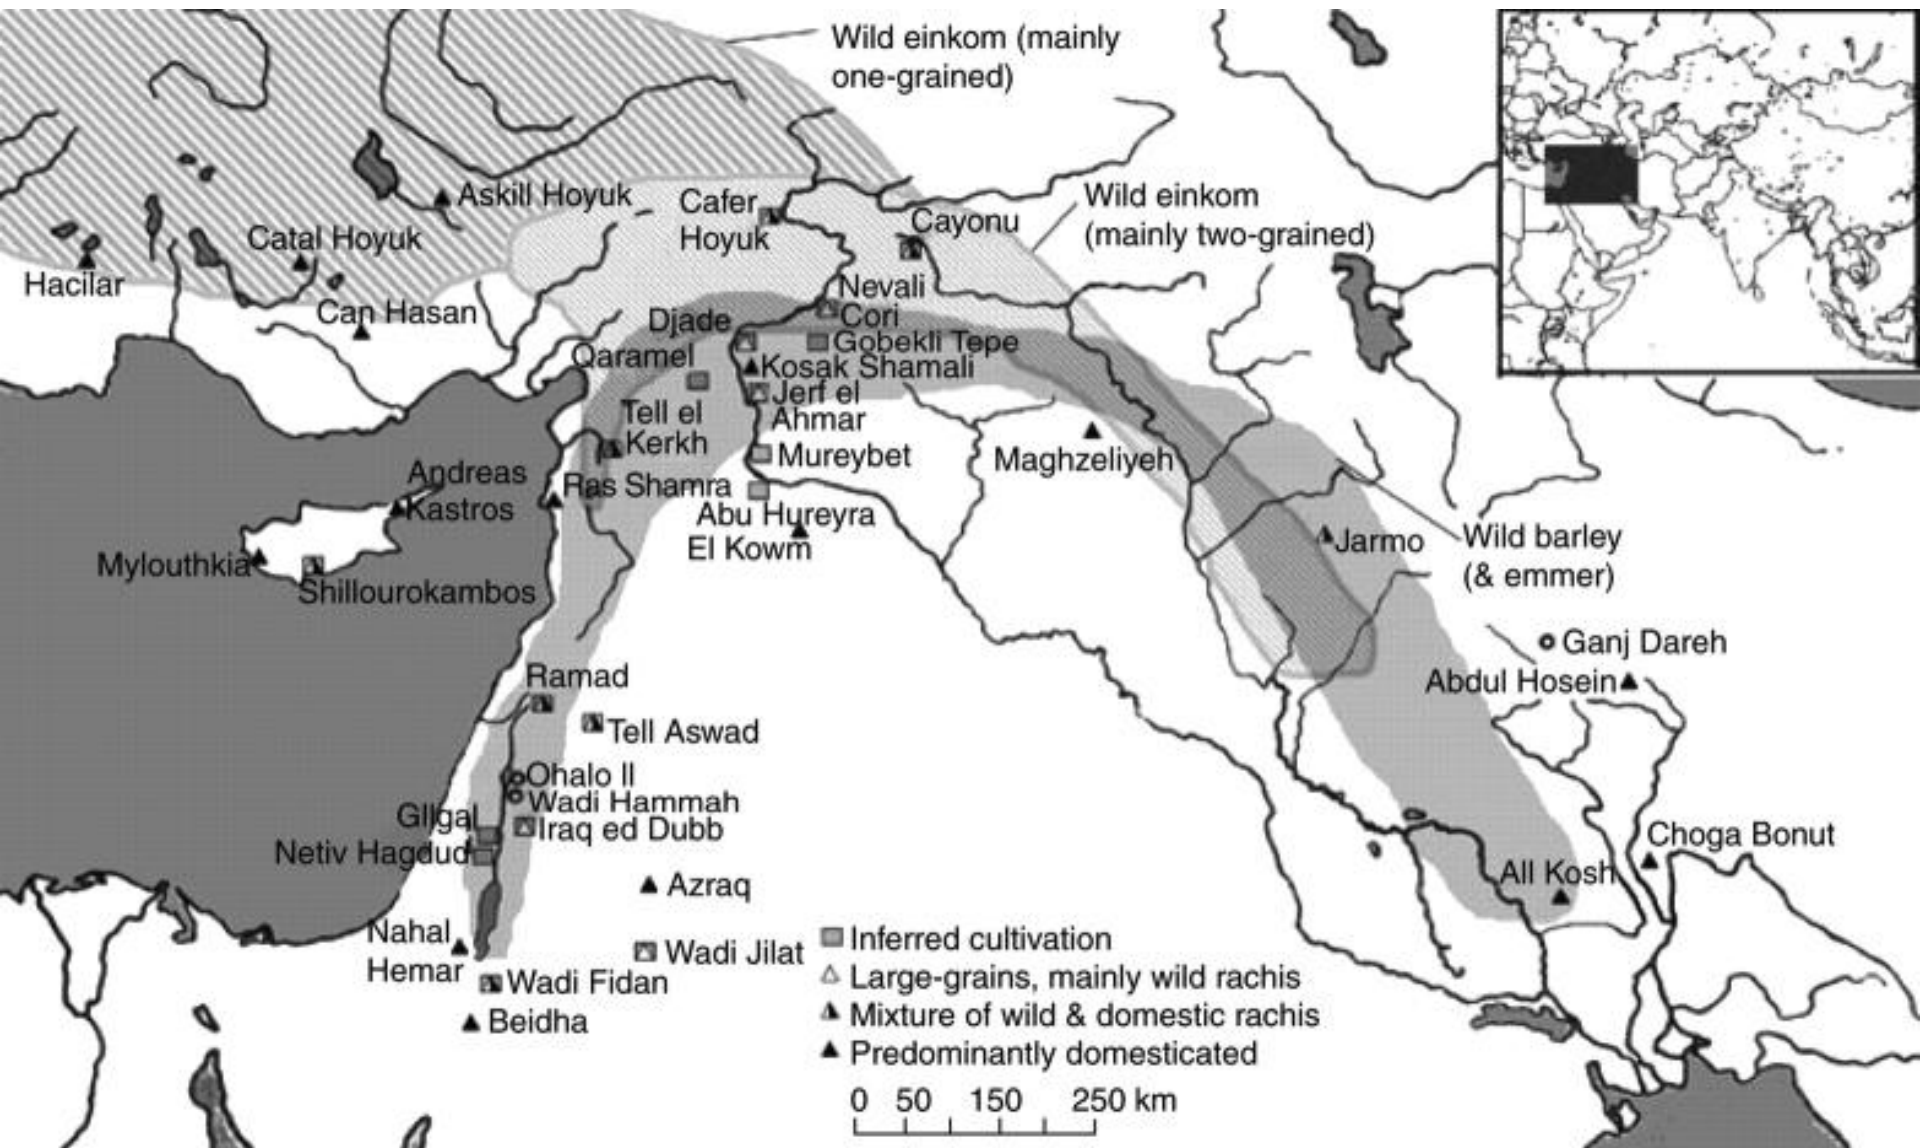 Wild einkom (mainly
one-grained)
Askill Hoyuk
Cafer
Hoyuk
Wild einkom
(mainly two-grained)
Cayonu
Catal Hoyuk
Hacilar
Can Hasan
Nevali
Cori
Djade
Gobekli Tepe
Qaramel
Kosak Shamali
Jerf el
Ahmar
Tell el
Kerkh
Mureybet
Maghzeliyeh
Andreas
Kastros
Ras Shamra
Abu Hureyra
El Kowm
Jarmo
Wild barley
(& emmer)
Mylouthkia
Shillourokambos
Ganj Dareh
Abdul Hosein
Ramad
Tell Aswad
Ohalo ll
Wadi Hammah
GIlgal
Iraq ed Dubb
Netiv Hagdud
Choga Bonut
All Kosh
Azraq
Nahal
Hemar
Wadi Jilat
Wadi Fidan
Beidha
Inferred cultivation
Large-grains, mainly wild rachis
Mixture of wild & domestic rachis
Predominantly domesticated
0 50 150 250 km